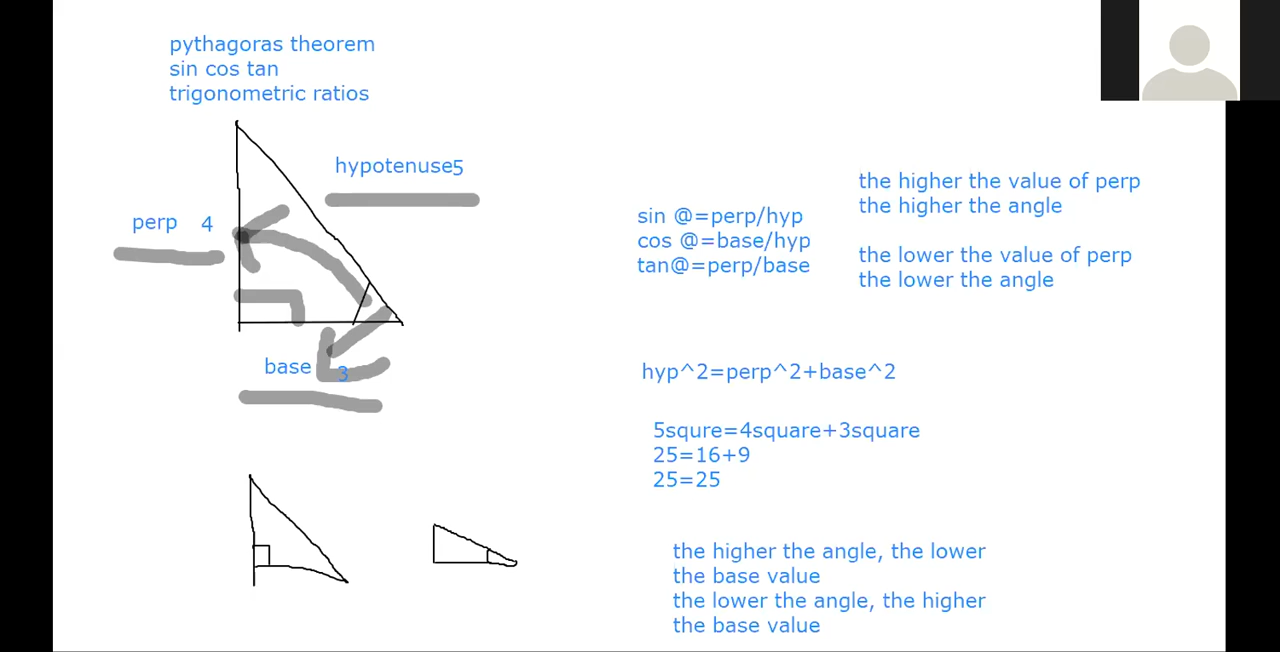 pythagoras theorem
sin cos tan
trigonometric ratios
hypotenuse5
perp 4
base 3
sin @=perp/hyp
cos @=base/hyp
tan@=perp/base
the higher the value of perp
the higher the angle
the lower the value of perp
the lower the angle
hyp^2=perp^2+base^2
5squre=4square+3square
25=16+9
25=25
the higher the angle, the lower
the base value
the lower the angle, the higher
the base value